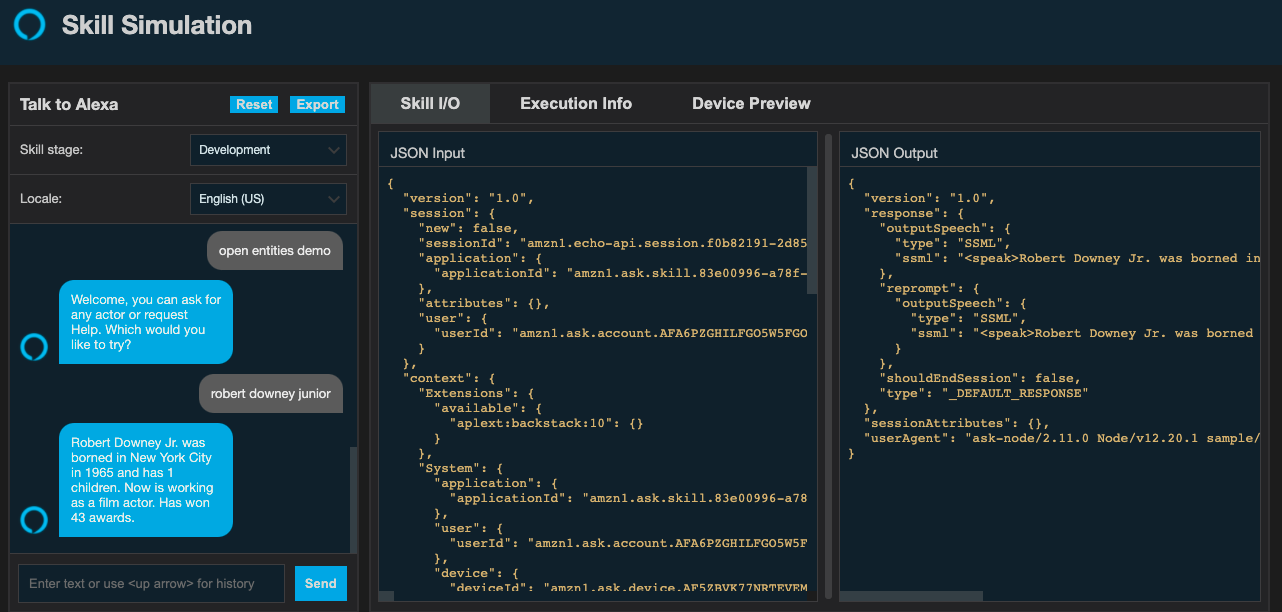 Skill Simulation
Talk to Alexa
Reset
Export
Skill stage:
Development
Locale:
English (US)
open entities demo
Welcome, you can ask for
any actor or request
Help. Which would you
like to try?
robert downey junior
Robert Downey Jr. was
borned in New York City
in 1965 and has 1
children. Now is working
as a film actor. Has won
43 awards.
Enter text or use <up arrow> for history
Send
Skill I/O
Execution Info
Device Preview
JSON Input
{
"version": "1.0",
"session": {
"new": false,
"sessionId": "amzn1.echo-api.session.f0b82191-2d85
"application": {
"applicationId": "amzn1.ask.skill.83e00996-a78f-
},
"attributes": {},
"user": {
"userId": "amzn1.ask.account.AFA6PZGHILFGO5W5FGO
}
},
"context": {
"Extensions": {
"available": {
"aplext:backstack:10": {}
}
},
"System": {
"application": {
"applicationId": "amzn1.ask.skill.83e00996-a78
},
"user": {
"userId": "amzn1.ask.account.AFA6PZGHILFGO5W5F
},
"device": {
"deviceId": "amzn1.ask.device.AF5ZBVK77NRTEVEM
JSON Output
{
"version": "1.0",
"response": {
"outputSpeech": {
"type": "SSML",
"ssml": "<speak>Robert Downey Jr. was borned in
},
"reprompt": {
"outputSpeech": {
"type": "SSML",
"ssml": "<speak>Robert Downey Jr. was borned
}
},
"shouldEndSession": false,
"type": "_DEFAULT_RESPONSE"
},
"sessionAttributes": {},
"userAgent": "ask-node/2.11.0 Node/v12.20.1 sample/
}